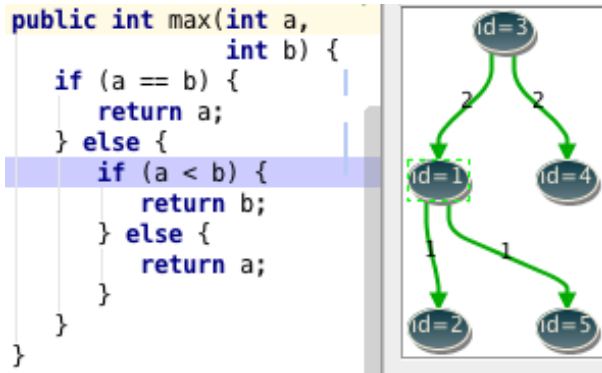 public int max(int a,
int b) {
if (a == b) {
return a;
} else {
if (a < b) {
return b;
} else {
return a;
}
}
}
id=3
2 2
id=1 id=4
1 1
id=2 id=5